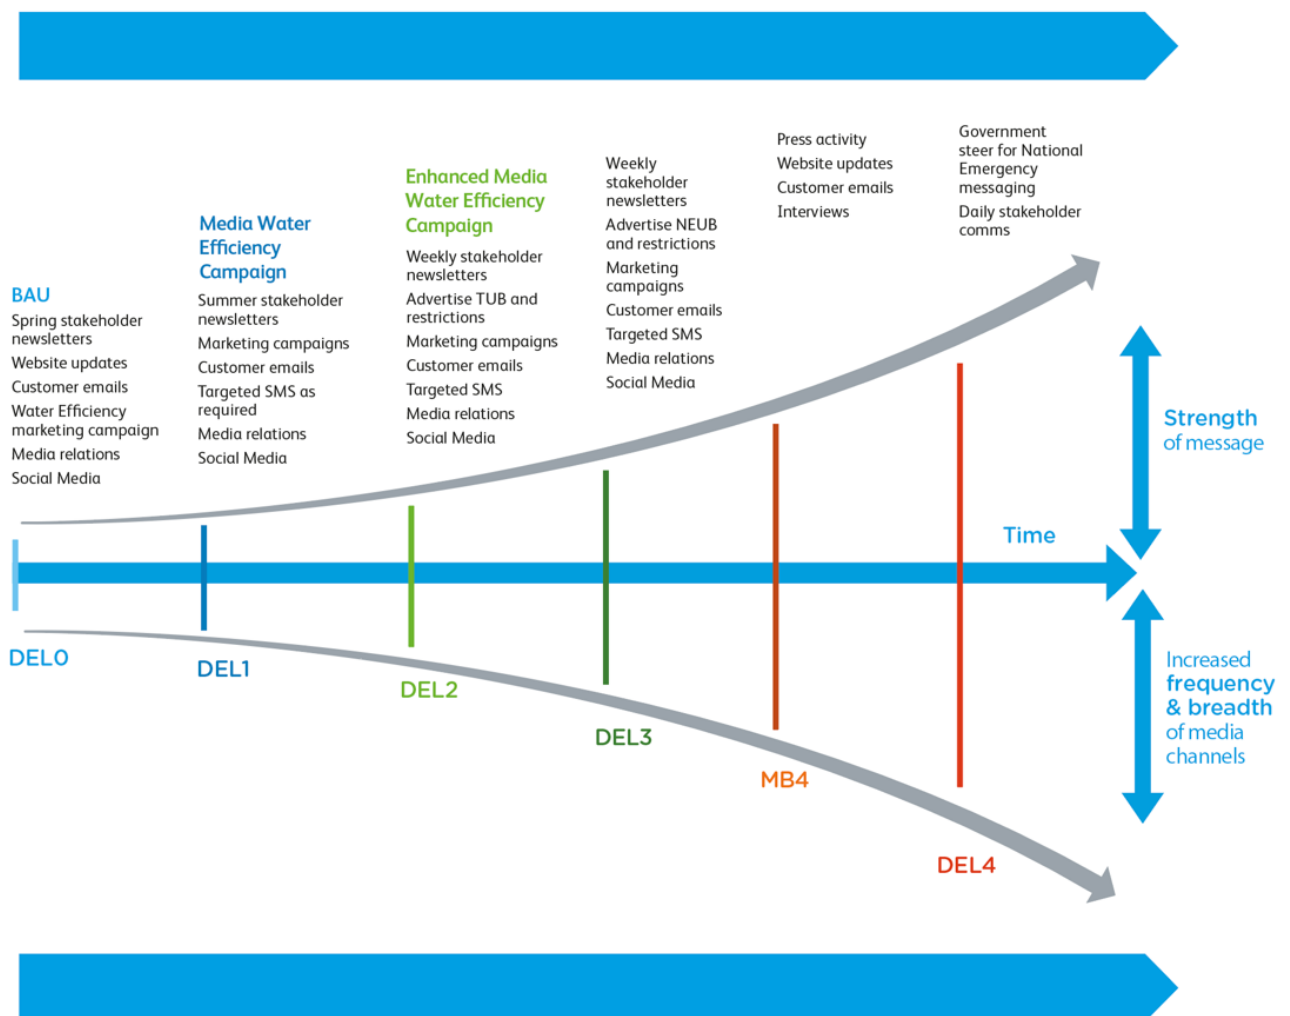 BAU
Spring stakeholder
newsletters
Website updates
Customer emails
Water Efficiency
marketing campaign
Media relations
Social Media
Media Water
Efficiency
Campaign
Summer stakeholder
newsletters
Marketing campaigns
Customer emails
Targeted SMS as
required
Media relations
Social Media
Enhanced Media
Water Efficiency
Campaign
Weekly stakeholder
newsletters
Advertise TUB and
restrictions
Marketing campaigns
Customer emails
Targeted SMS
Media relations
Social Media
Weekly
stakeholder
newsletters
Advertise NEUB
and restrictions
Marketing
campaigns
Customer emails
Targeted SMS
Media relations
Social Media
Press activity
Website updates
Customer emails
Interviews
Government
steer for National
Emergency
messaging
Daily stakeholder
comms
Strength
of message
Time
Increased
frequency
& breadth
of media
channels
DEL0
DEL1
DEL2
DEL3
MB4
DEL4